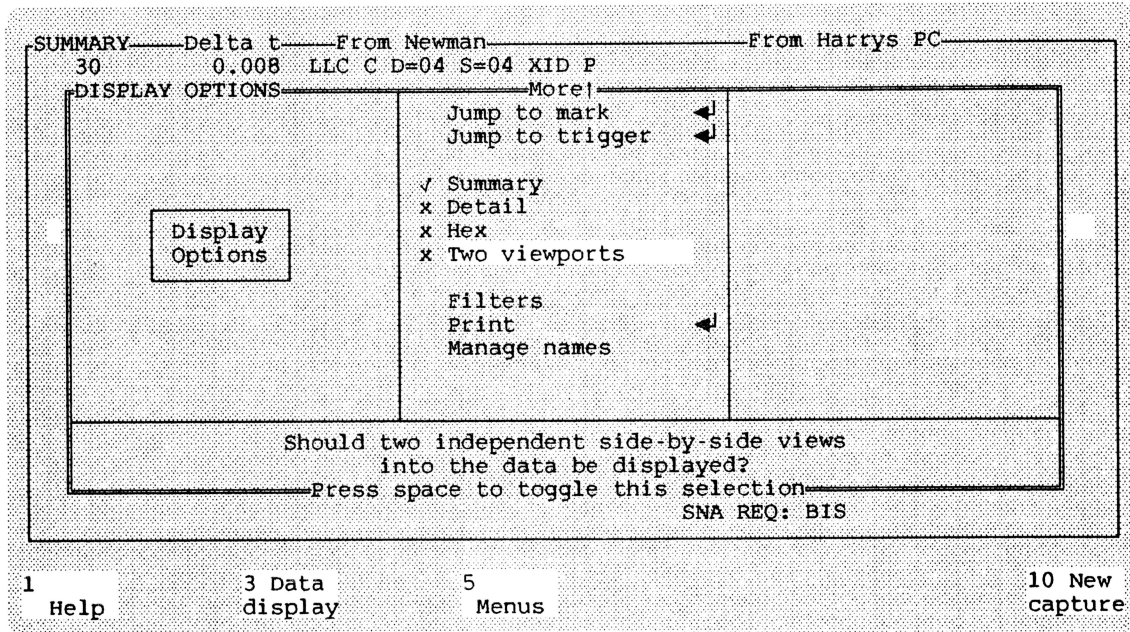 SUMMARY Delta t From Newman From Harrys PC
30 0.008 LLC C D=04 S=04 XID P
DISPLAY OPTIONS More↑
Jump to mark ◄┘
Jump to trigger ◄┘
√ Summary
x Detail
x Hex
x Two viewports
Display
Options
Filters
Print ◄┘
Manage names
Should two independent side-by-side views
into the data be displayed?
Press space to toggle this selection
SNA REQ: BIS
1 Help
3 Data display
5 Menus
10 New capture